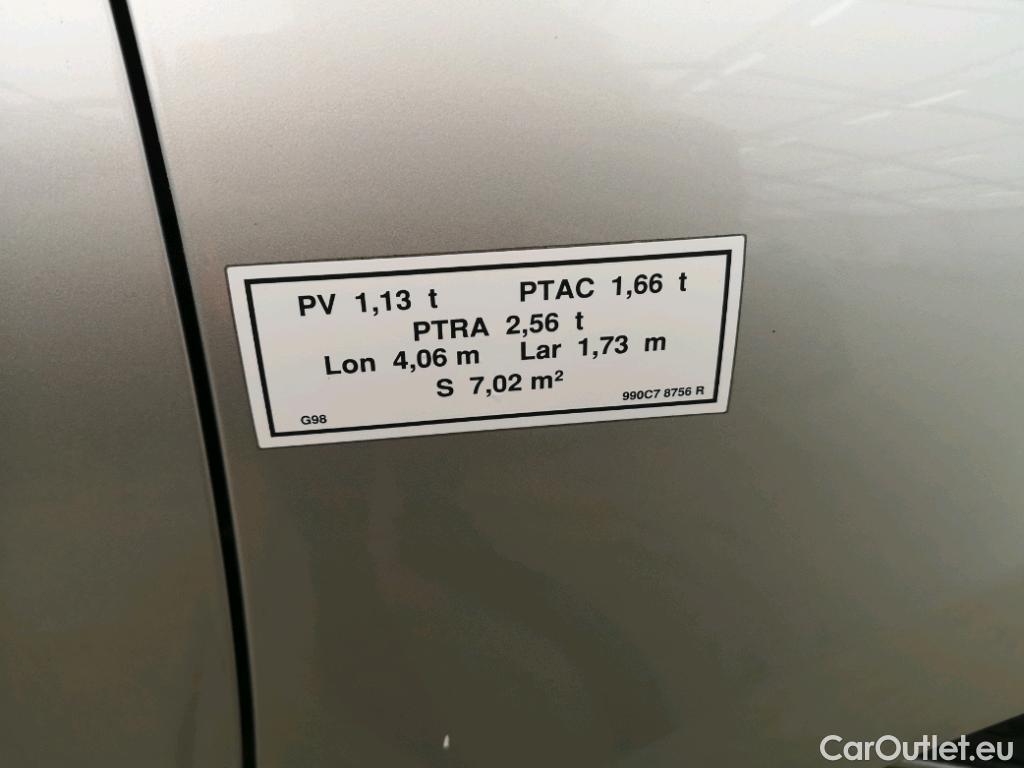 PV 1,13 t PTAC 1,66 t
PTRA 2,56 t
Lon 4,06 m Lar 1,73 m
S 7,02 m²
G98 990C7 8756 R
CarOutlet.eu